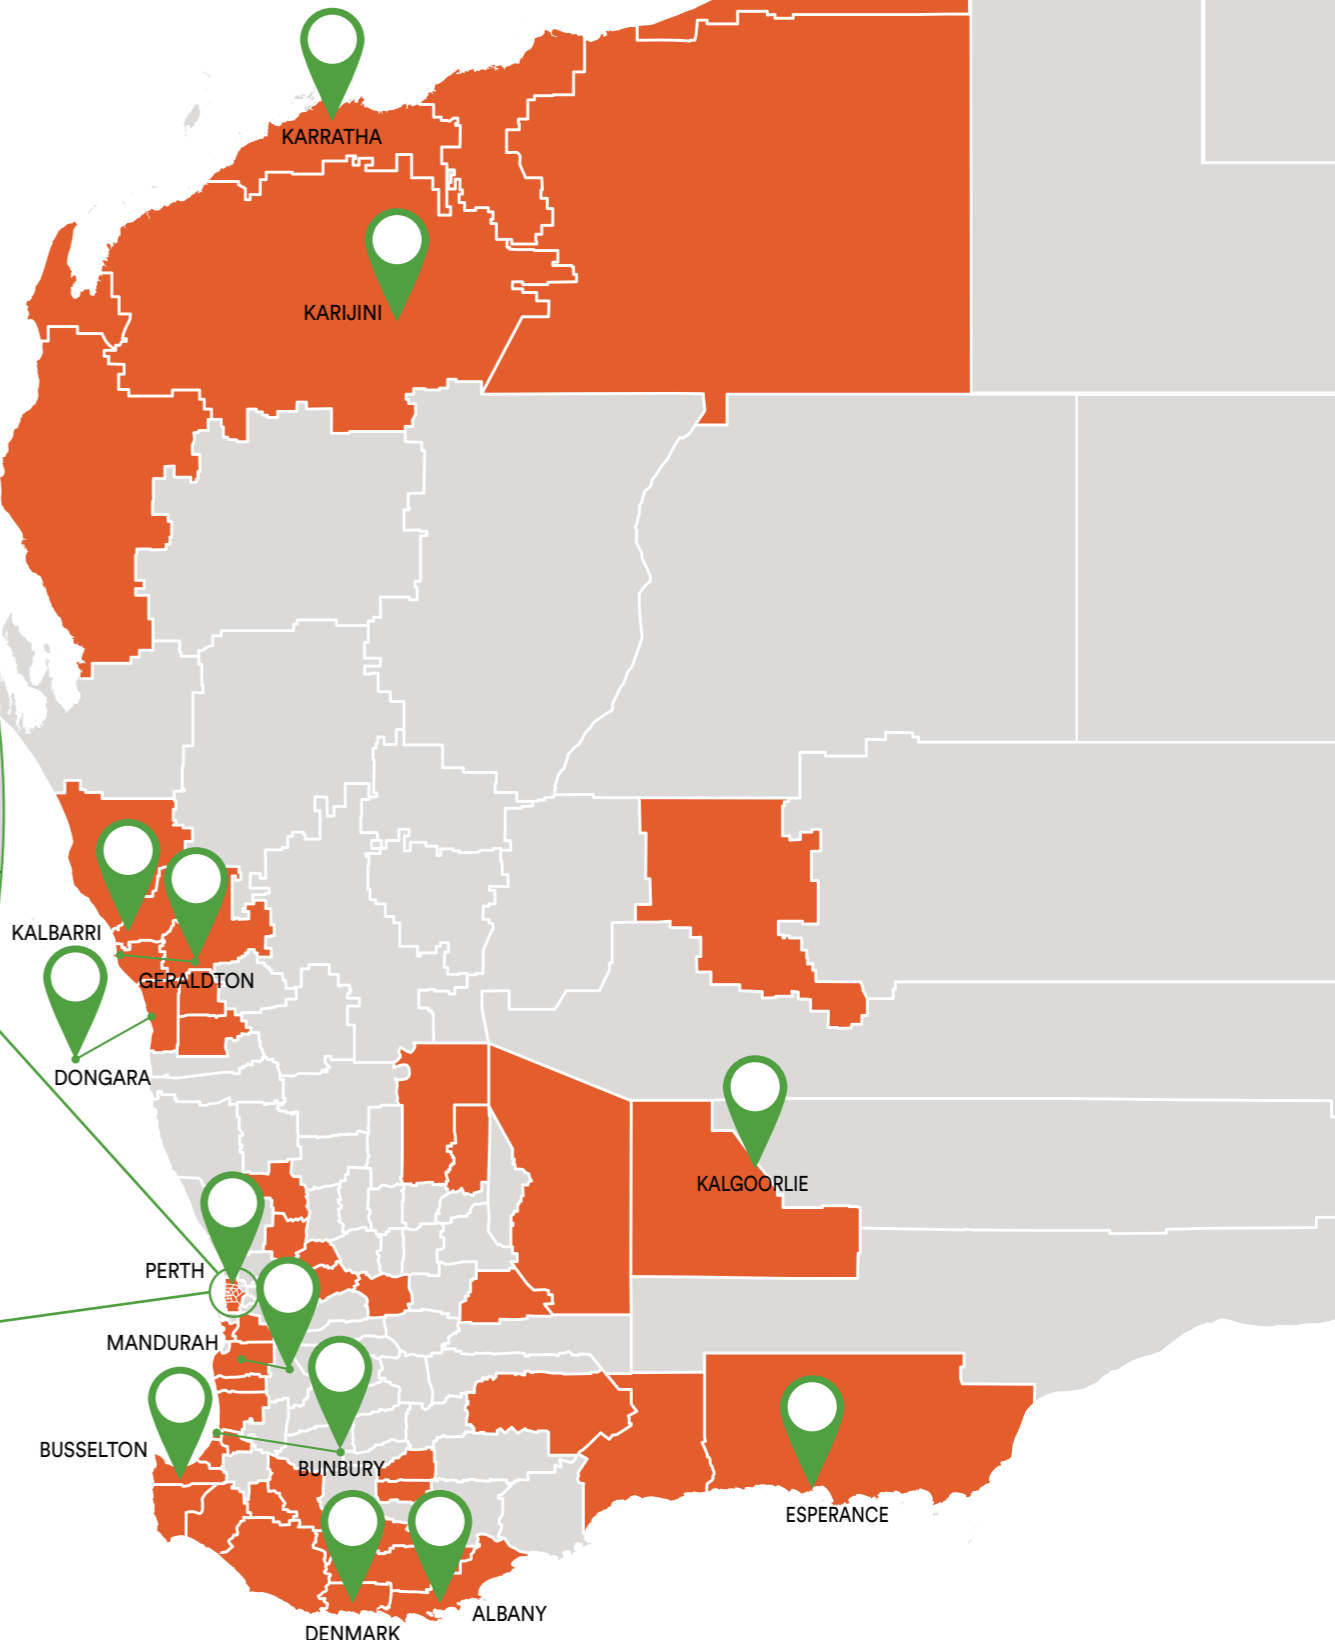 KARRATHA
KARIJINI
KALBARRI
GERALDTON
DONGARA
KALGOORLIE
PERTH
MANDURAH
BUSSELTON
BUNBURY
ESPERANCE
ALBANY
DENMARK